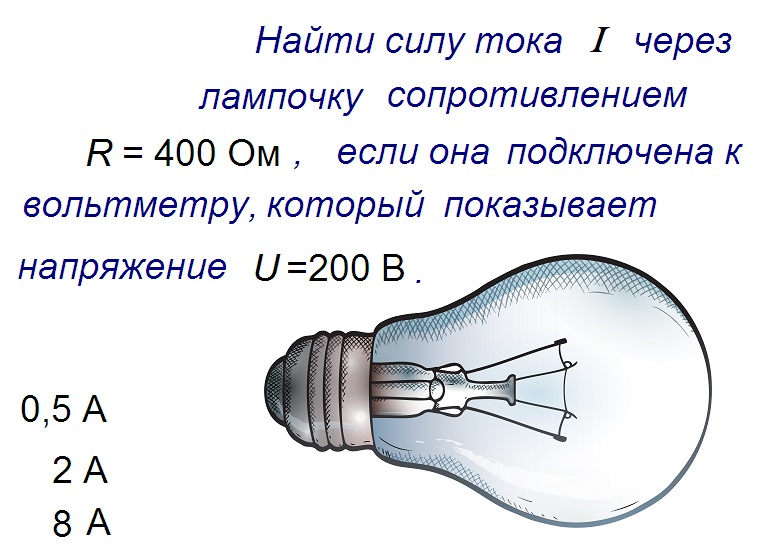 Найти силу тока I через
лампочку сопротивлением
R = 400 Ом , если она подключена к
вольтметру, который показывает
напряжение U =200 В .
0,5 А
2 А
8 А